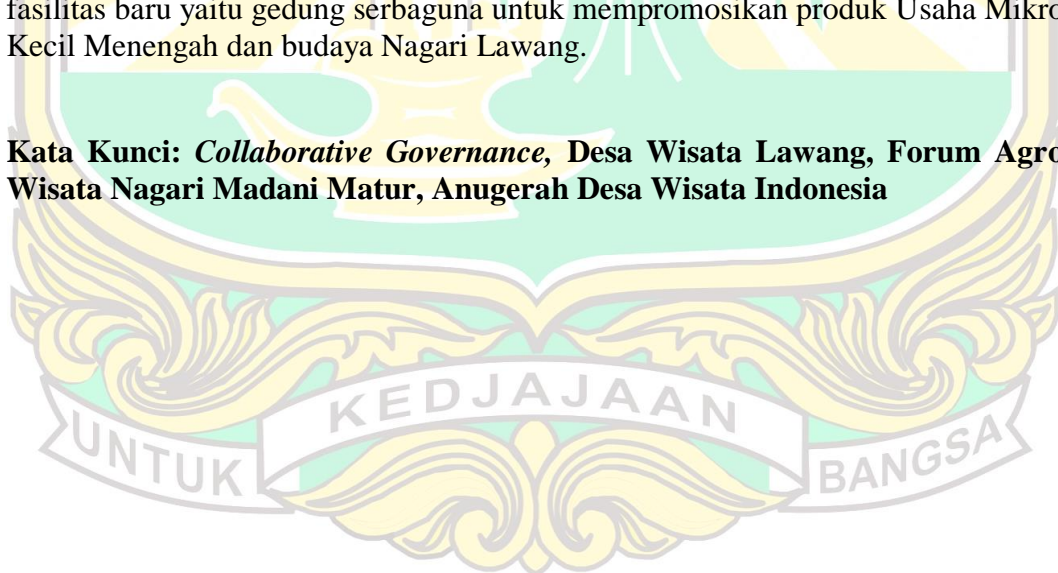 fasilitas baru yaitu gedung serbaguna untuk mempromosikan produk Usaha Mikro
Kecil Menengah dan budaya Nagari Lawang.
Kata Kunci: Collaborative Governance, Desa Wisata Lawang, Forum Agro
Wisata Nagari Madani Matur, Anugerah Desa Wisata Indonesia
UNTUK KEDJAJAAN BANGSA